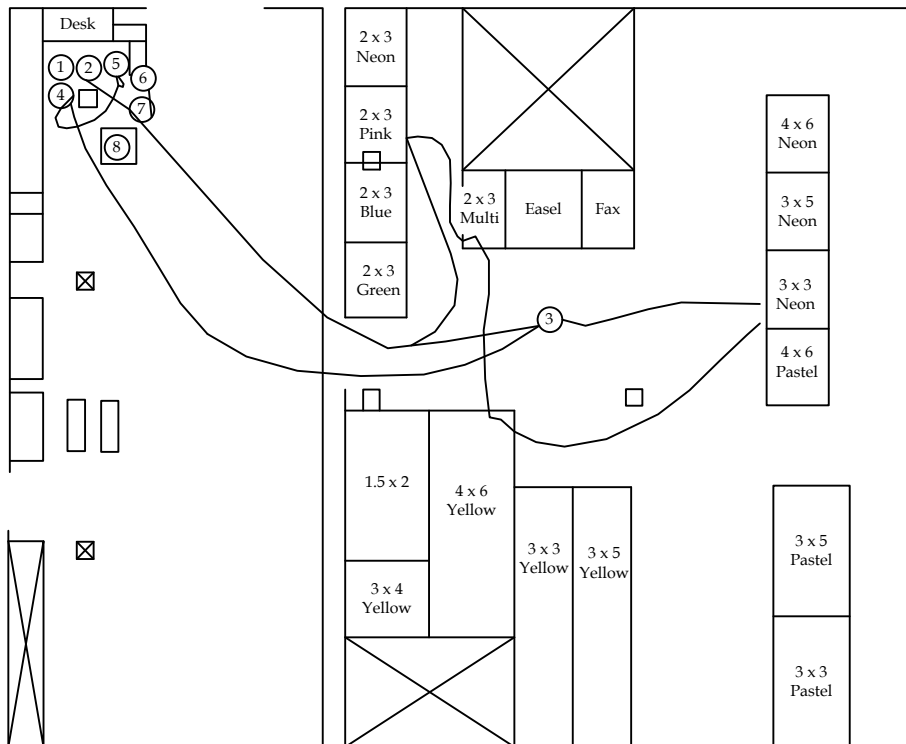 Desk
1
2
5
6
4
7
8
2 x 3
Neon
2 x 3
Pink
2 x 3
Blue
2 x 3
Green
2 x 3
Multi
Easel
Fax
4 x 6
Neon
3 x 5
Neon
3 x 3
Neon
4 x 6
Pastel
3
1.5 x 2
4 x 6
Yellow
3 x 4
Yellow
3 x 3
Yellow
3 x 5
Yellow
3 x 5
Pastel
3 x 3
Pastel